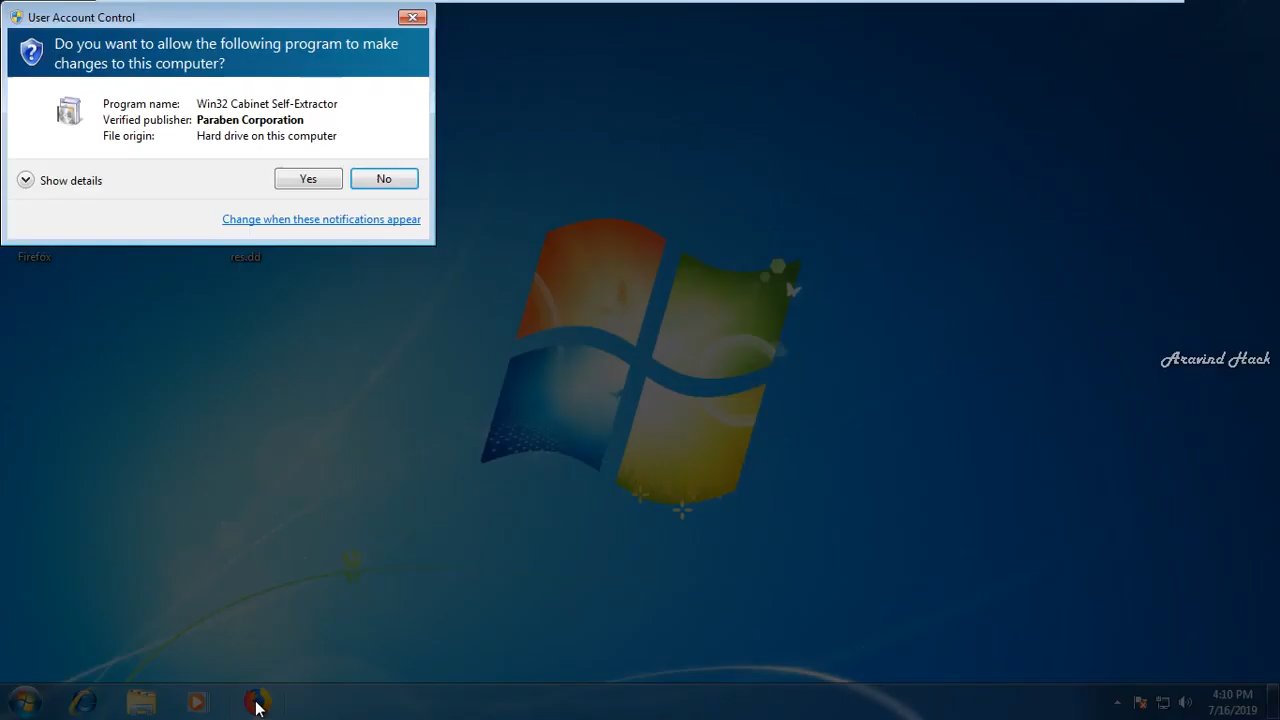 User Account Control
Do you want to allow the following program to make
changes to this computer?
Program name: Win32 Cabinet Self-Extractor
Verified publisher: Paraben Corporation
File origin: Hard drive on this computer
Show details
Yes
No
Change when these notifications appear
Firefox
res.dd
Aravind Hack
4:10 PM
7/16/2019